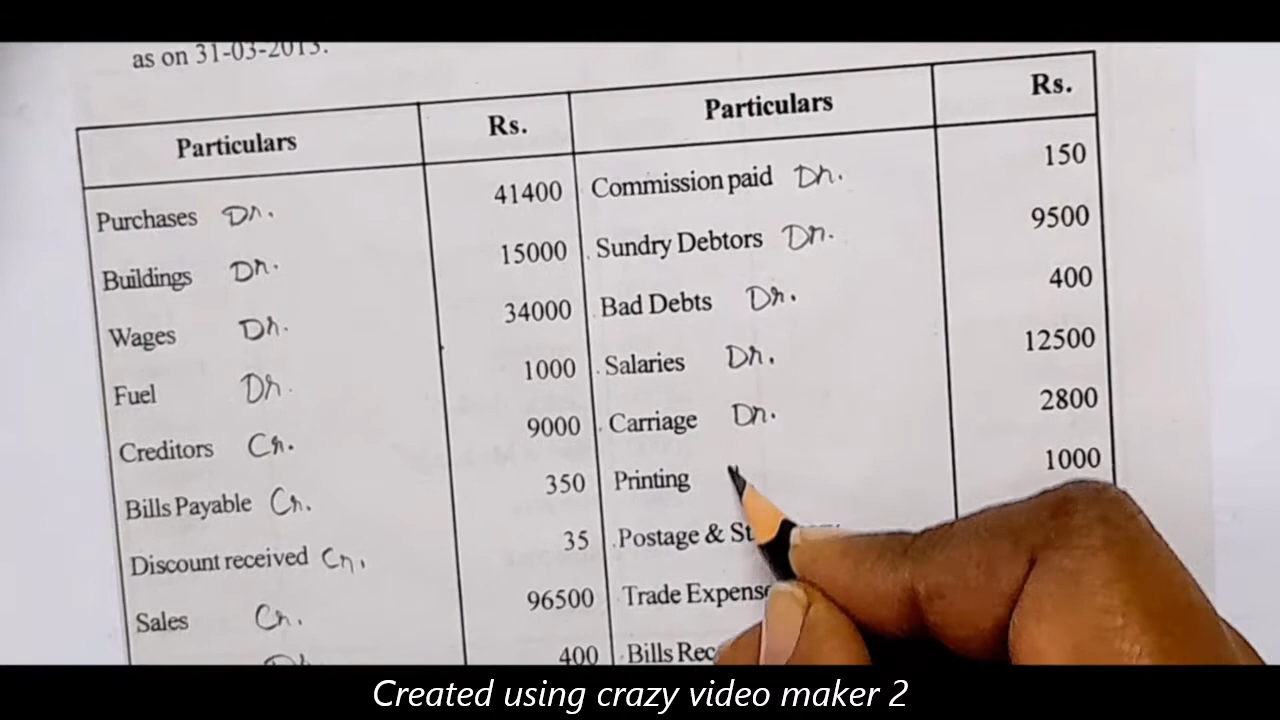 as on 31-03-2013.
Particulars Rs. Particulars Rs.
Purchases Dr. 41400 Commission paid Dr. 150
Buildings Dr. 15000 Sundry Debtors Dr. 9500
Wages Dr. 34000 Bad Debts Dr. 400
Fuel Dr. 1000 Salaries Dr. 12500
Creditors Cr. 9000 Carriage Dr. 2800
Bills Payable Cr. 350 Printing 1000
Discount received Cr. 35 Postage &
Sales Cr. 96500 Trade
400 Bills
Created using crazy video maker 2